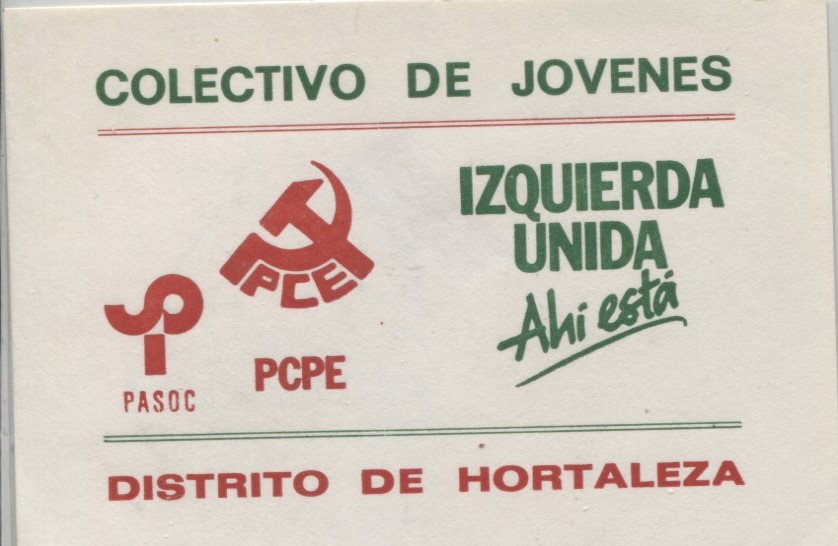 COLECTIVO DE JOVENES
PCE
PASOC
PCPE
IZQUIERDA
UNIDA
Ahí está
DISTRITO DE HORTALEZA